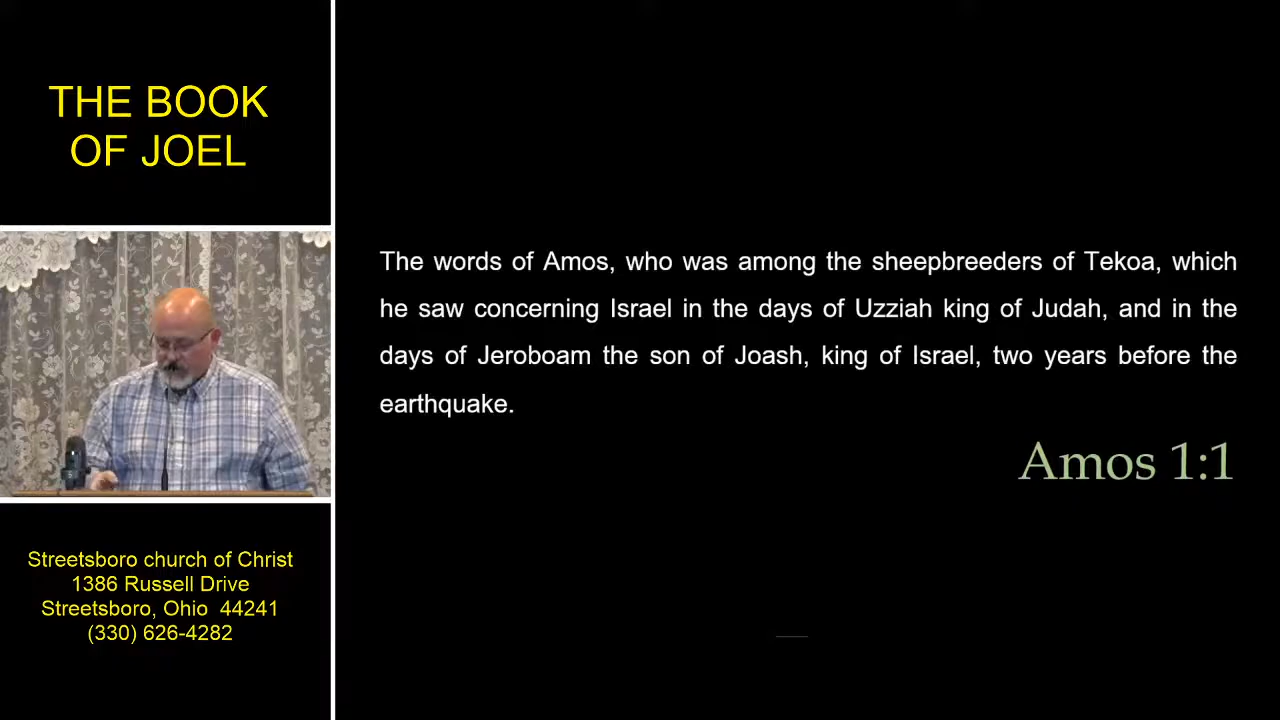 THE BOOK
OF JOEL
The words of Amos, who was among the sheepbreeders of Tekoa, which
he saw concerning Israel in the days of Uzziah king of Judah, and in the
days of Jeroboam the son of Joash, king of Israel, two years before the
earthquake.
Amos 1:1
Streetsboro church of Christ
1386 Russell Drive
Streetsboro, Ohio  44241
(330) 626-4282